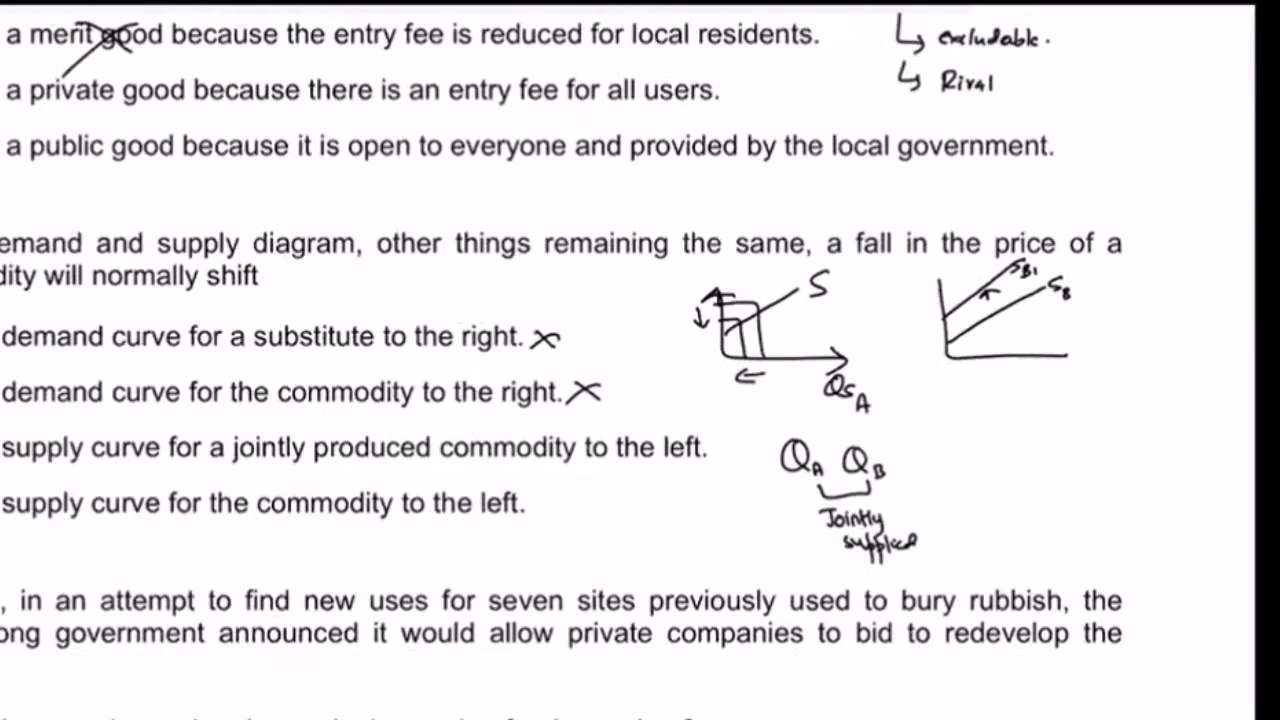 a merit good because the entry fee is reduced for local residents.
↳ excludable.
a private good because there is an entry fee for all users.
↳ Rival
a public good because it is open to everyone and provided by the local government.
emand and supply diagram, other things remaining the same, a fall in the price of a
dity will normally shift
S
SB1
SB
demand curve for a substitute to the right. ×
demand curve for the commodity to the right. ×
QSA
supply curve for a jointly produced commodity to the left.
QA QB
supply curve for the commodity to the left.
Jointly
supplied
, in an attempt to find new uses for seven sites previously used to bury rubbish, the
ong government announced it would allow private companies to bid to redevelop the